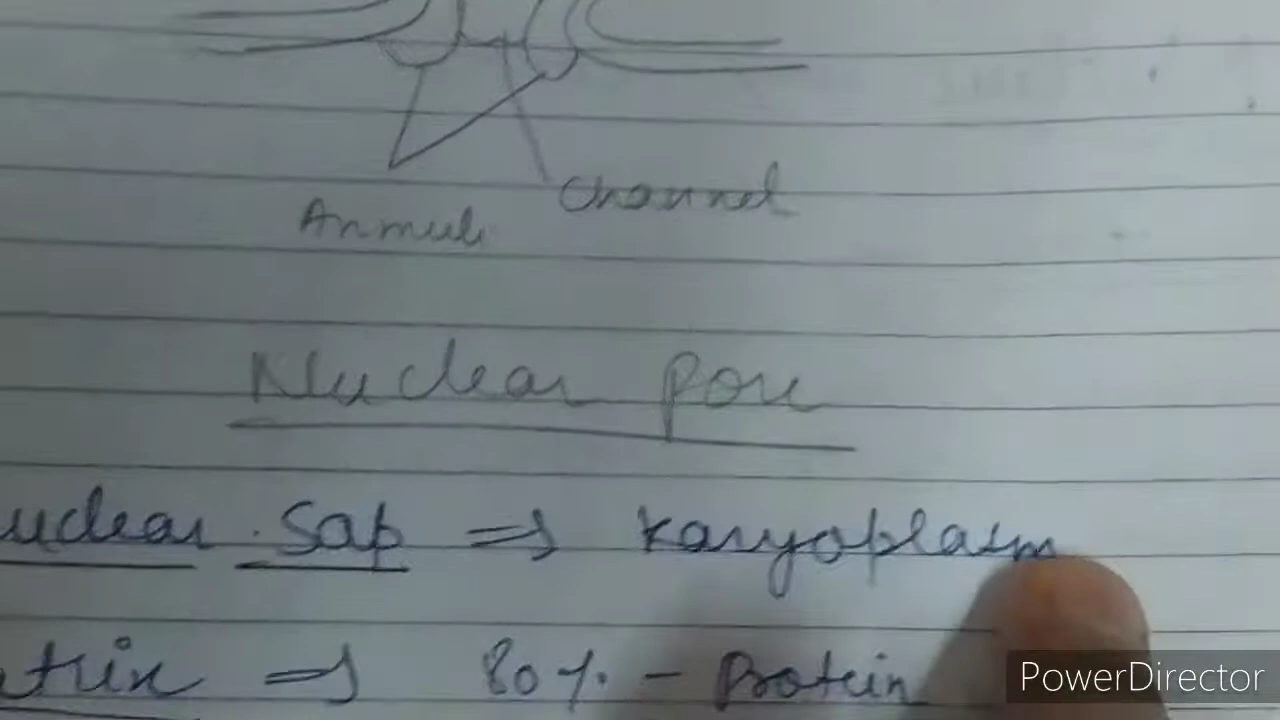 Channel
Annuli
Nuclear Pore
uclear Sap ⇒ Karyoplasm
trix ⇒ 80% - Protein
PowerDirector